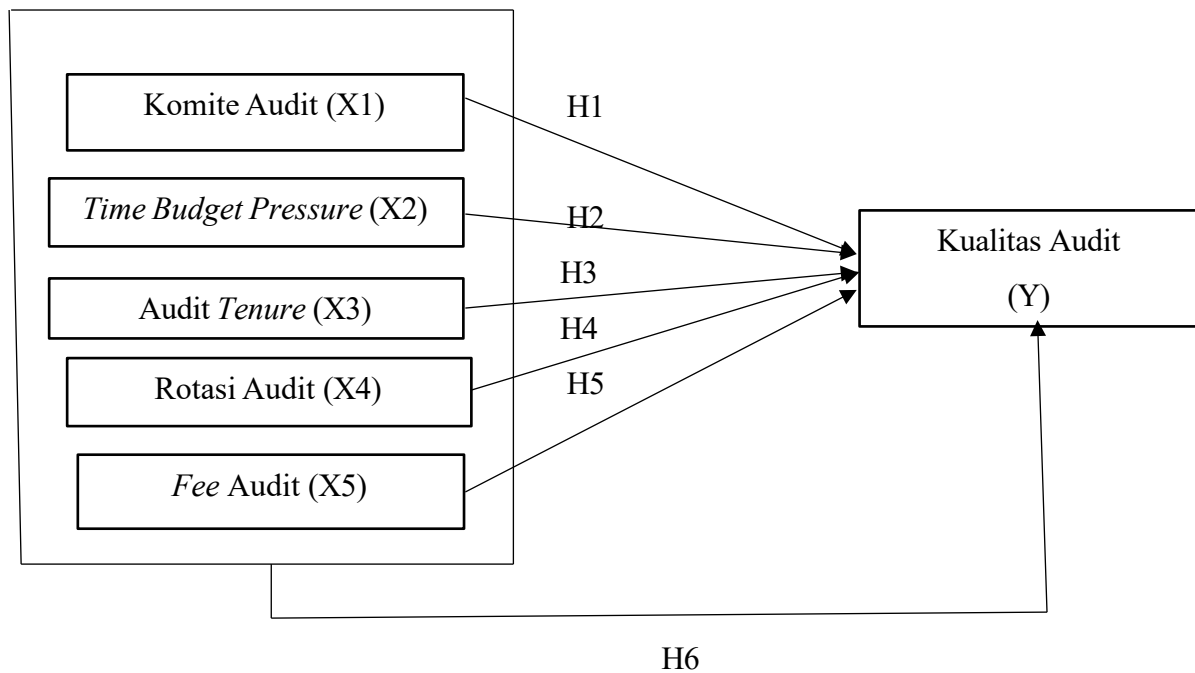 Komite Audit (X1)
H1
Time Budget Pressure (X2)
H2
Kualitas Audit
(Y)
H3
Audit Tenure (X3)
H4
Rotasi Audit (X4)
H5
Fee Audit (X5)
H6